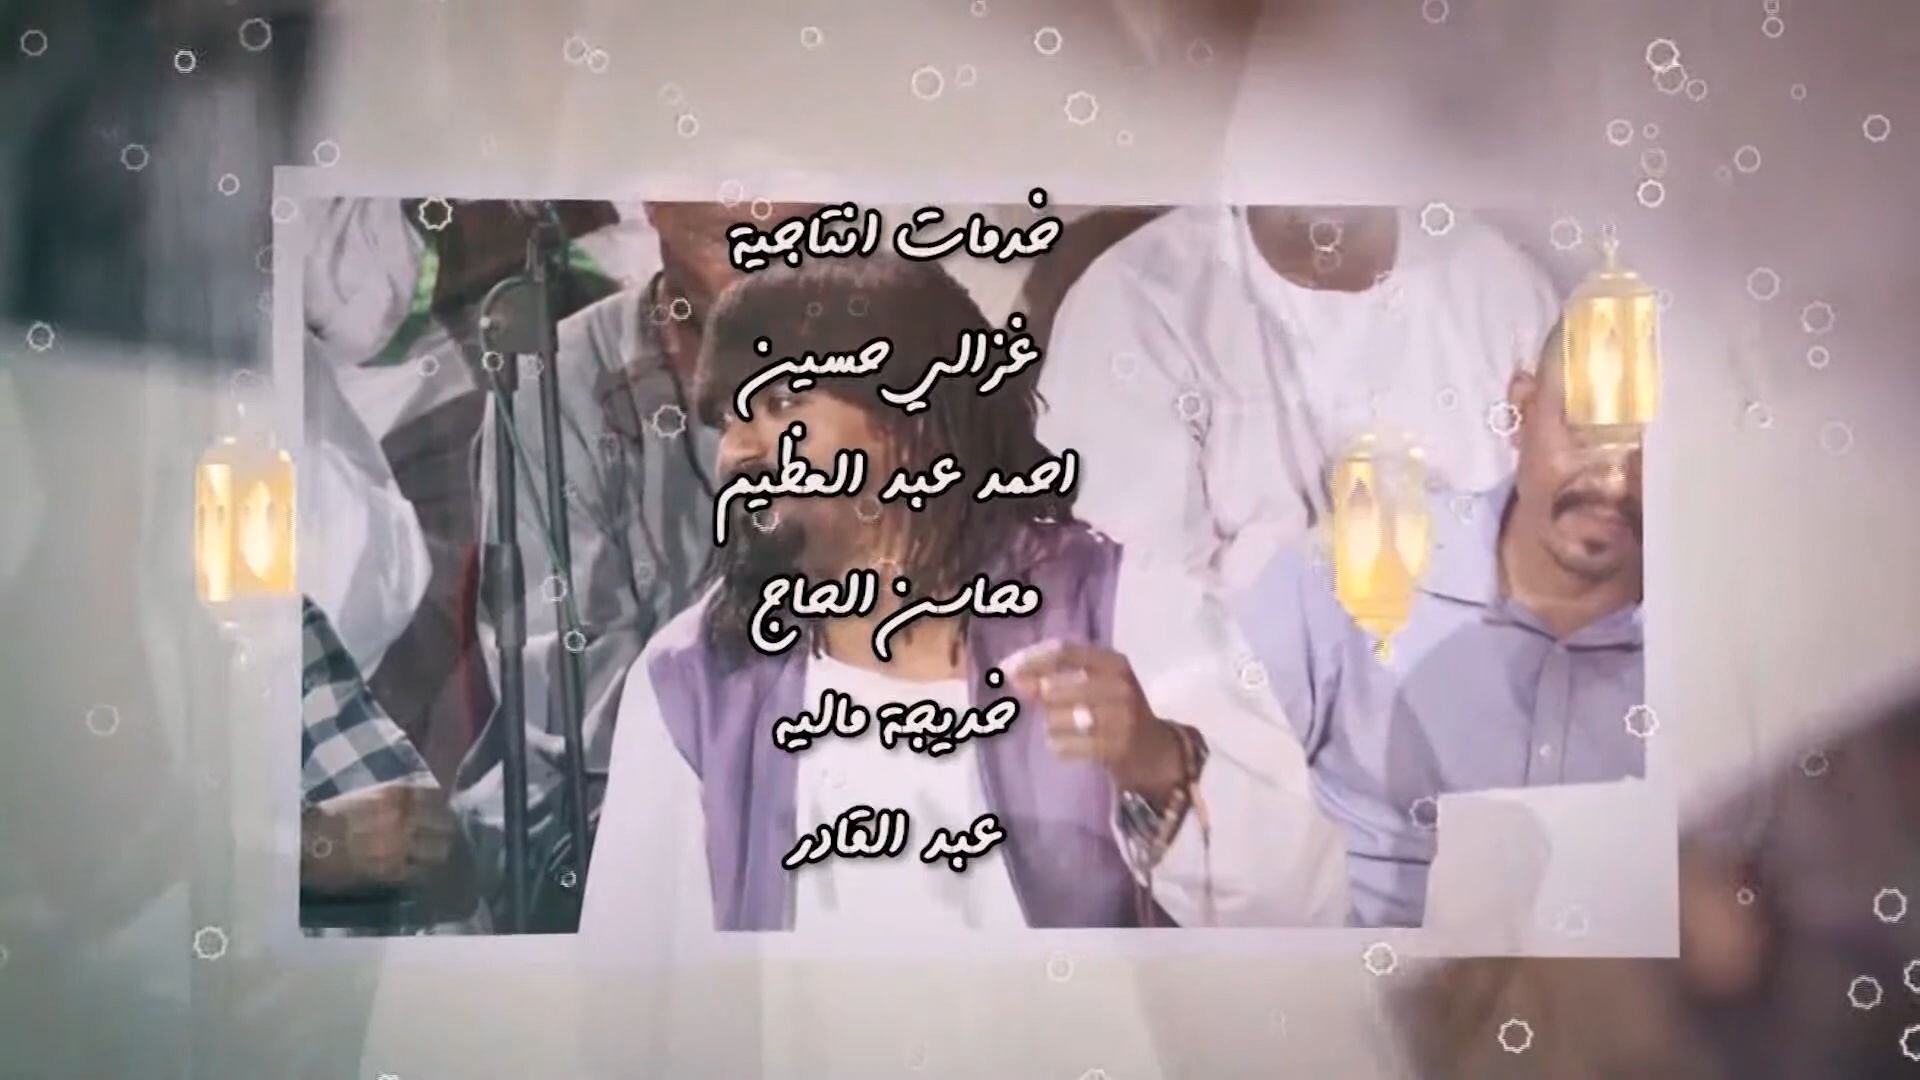 خدمات انتاجية
غزالي حسين
احمد عبد العظيم
محاسن الحاج
خديجة ماليه
عبد القادر